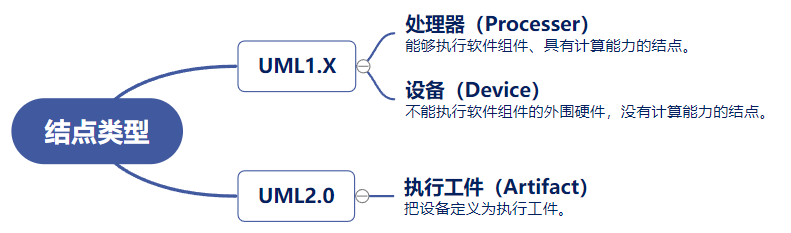 结点类型
UML1.X
处理器（Processer）
能够执行软件组件、具有计算能力的结点。
设备（Device）
不能执行软件组件的外围硬件，没有计算能力的结点。
UML2.0
执行工件（Artifact）
把设备定义为执行工件。